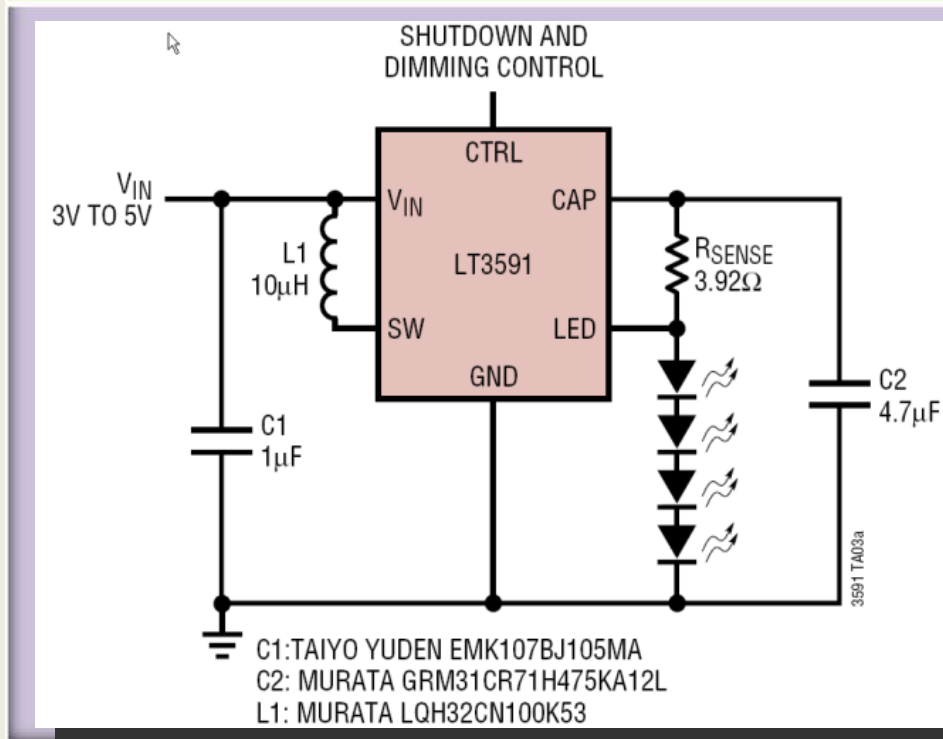 SHUTDOWN AND
DIMMING CONTROL
CTRL
VIN
3V TO 5V
VIN
CAP
L1
10µH
LT3591
RSENSE
3.92Ω
SW
LED
GND
C1
1µF
C2
4.7µF
3591 TA03a
C1:TAIYO YUDEN EMK107BJ105MA
C2: MURATA GRM31CR71H475KA12L
L1: MURATA LQH32CN100K53